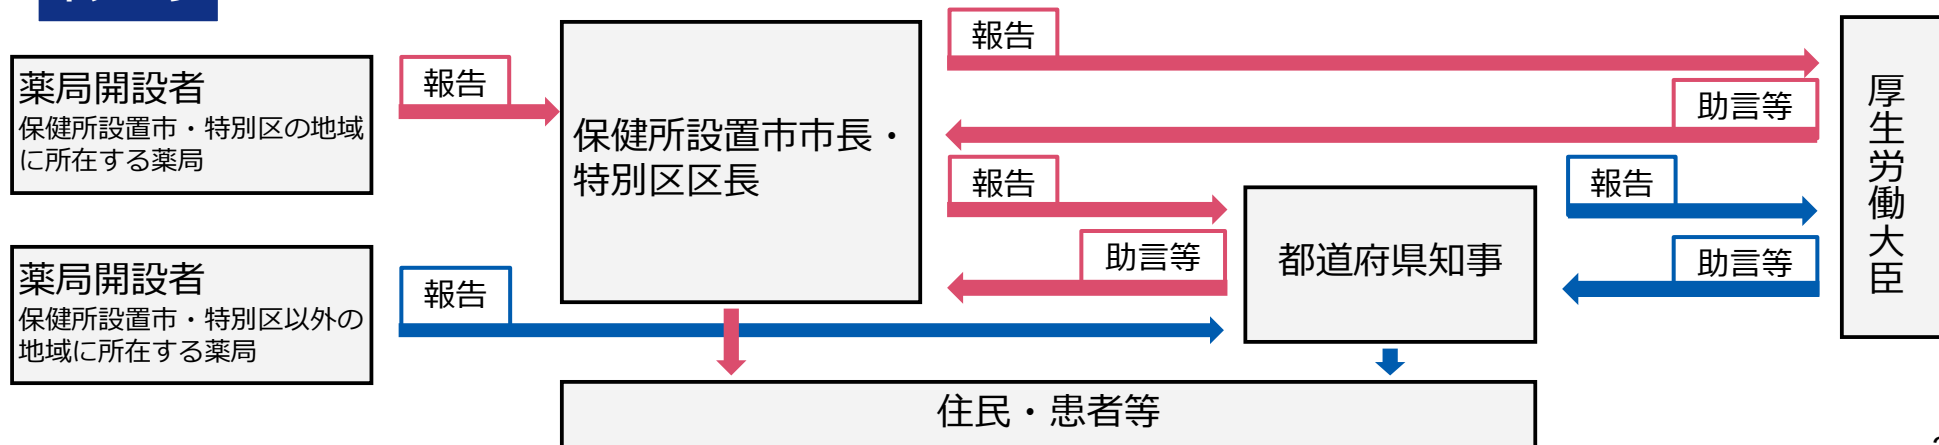 薬局開設者
保健所設置市・特別区の地域
に所在する薬局
報告
保健所設置市市長・
特別区区長
報告
助言等
報告
助言等
都道府県知事
報告
助言等
厚生労働大臣
薬局開設者
保健所設置市・特別区以外の
地域に所在する薬局
報告
住民・患者等